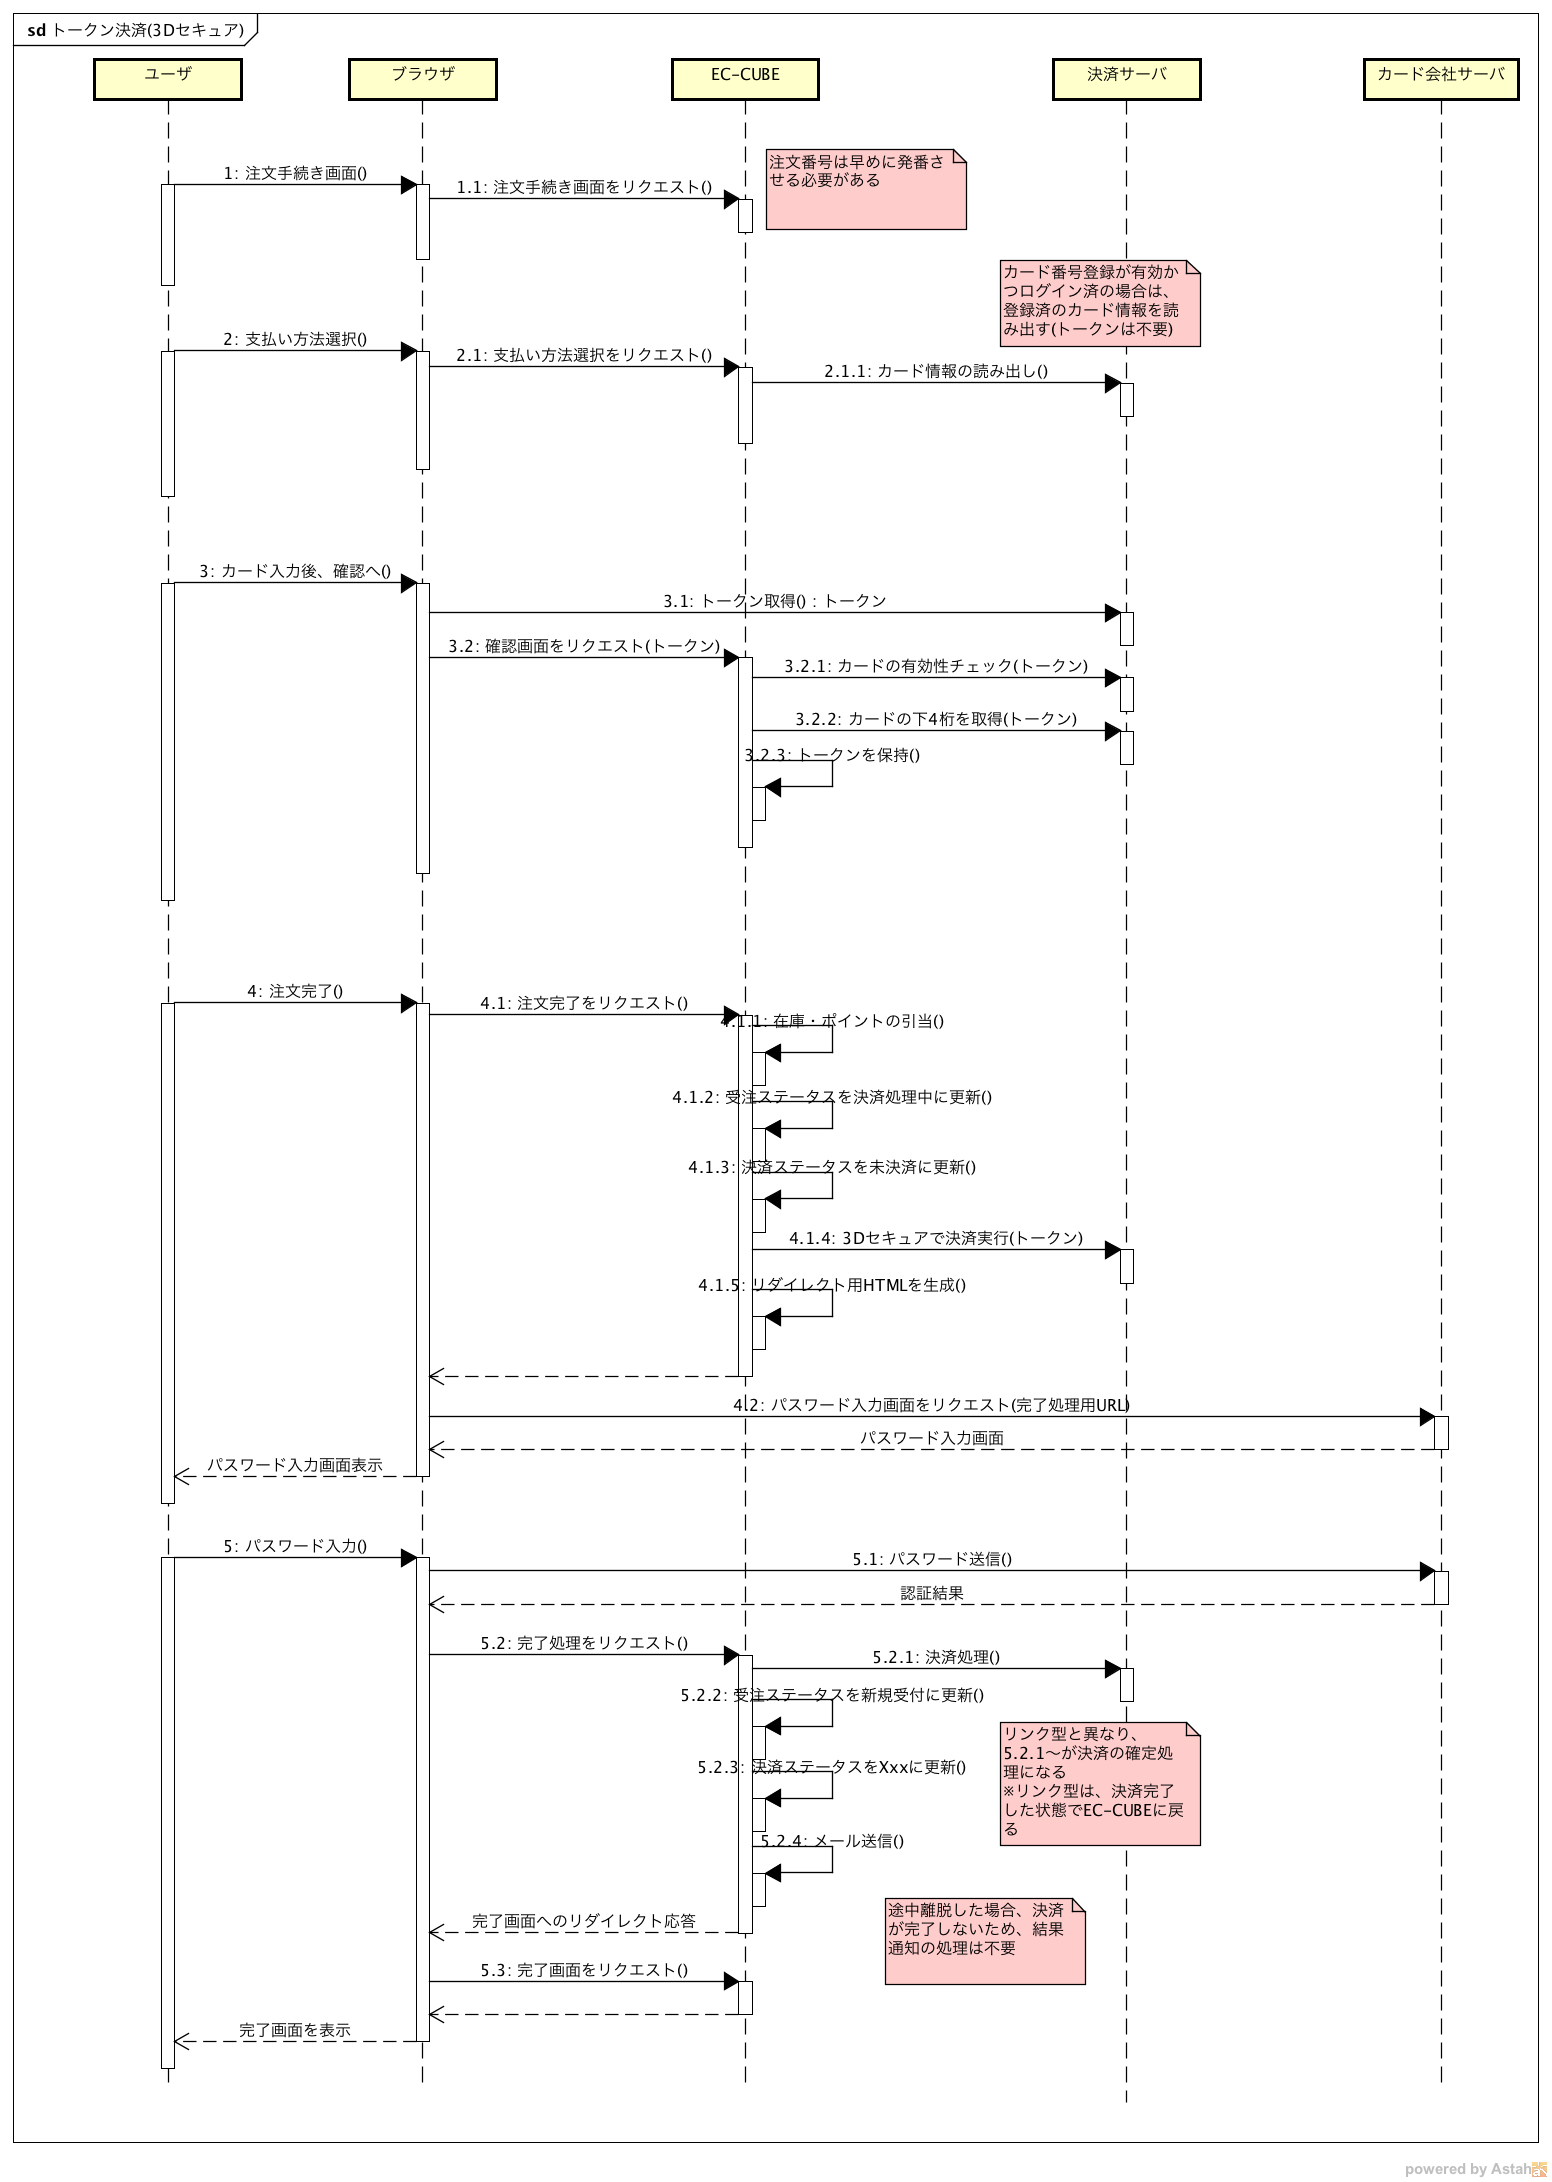 sd トークン決済(3Dセキュア)
ユーザ
ブラウザ
EC-CUBE
決済サーバ
カード会社サーバ
注文番号は早めに発番さ
せる必要がある
1: 注文手続き画面()
1.1: 注文手続き画面をリクエスト()
カード番号登録が有効か
つログイン済の場合は、
登録済のカード情報を読
み出す(トークンは不要)
2: 支払い方法選択()
2.1: 支払い方法選択をリクエスト()
2.1.1: カード情報の読み出し()
3: カード入力後、確認へ()
3.1: トークン取得() : トークン
3.2: 確認画面をリクエスト(トークン)
3.2.1: カードの有効性チェック(トークン)
3.2.2: カードの下4桁を取得(トークン)
3.2.3: トークンを保持()
4: 注文完了()
4.1: 注文完了をリクエスト()
4.1.1: 在庫・ポイントの引当()
4.1.2: 受注ステータスを決済処理中に更新()
4.1.3: 決済ステータスを未決済に更新()
4.1.4: 3Dセキュアで決済実行(トークン)
4.1.5: リダイレクト用HTMLを生成()
4.2: パスワード入力画面をリクエスト(完了処理用URL)
パスワード入力画面
パスワード入力画面表示
5: パスワード入力()
5.1: パスワード送信()
認証結果
5.2: 完了処理をリクエスト()
5.2.1: 決済処理()
5.2.2: 受注ステータスを新規受付に更新()
リンク型と異なり、
5.2.1〜が決済の確定処
理になる
※リンク型は、決済完了
した状態でEC-CUBEに戻
る
5.2.3: 決済ステータスをXxxに更新()
5.2.4: メール送信()
途中離脱した場合、決済
が完了しないため、結果
通知の処理は不要
完了画面へのリダイレクト応答
5.3: 完了画面をリクエスト()
完了画面を表示
powered by Astah